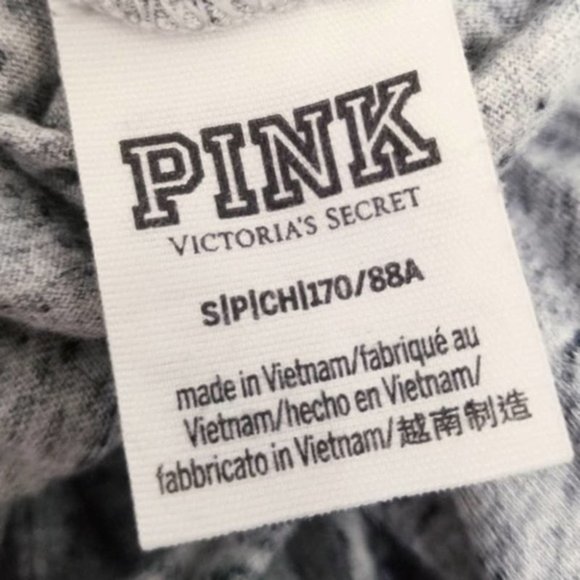 PINK
VICTORIA'S SECRET
S|P|CH|170/88A
made in Vietnam/fabriqué au
Vietnam/hecho en Vietnam/
fabbricato in Vietnam/越南制造